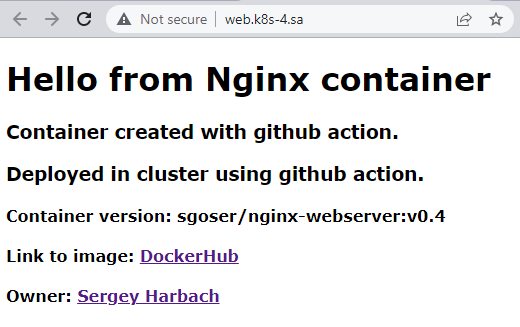 Not secure | web.k8s-4.sa
Hello from Nginx container
Container created with github action.
Deployed in cluster using github action.
Container version: sgoser/nginx-webserver:v0.4
Link to image: DockerHub
Owner: Sergey Harbach